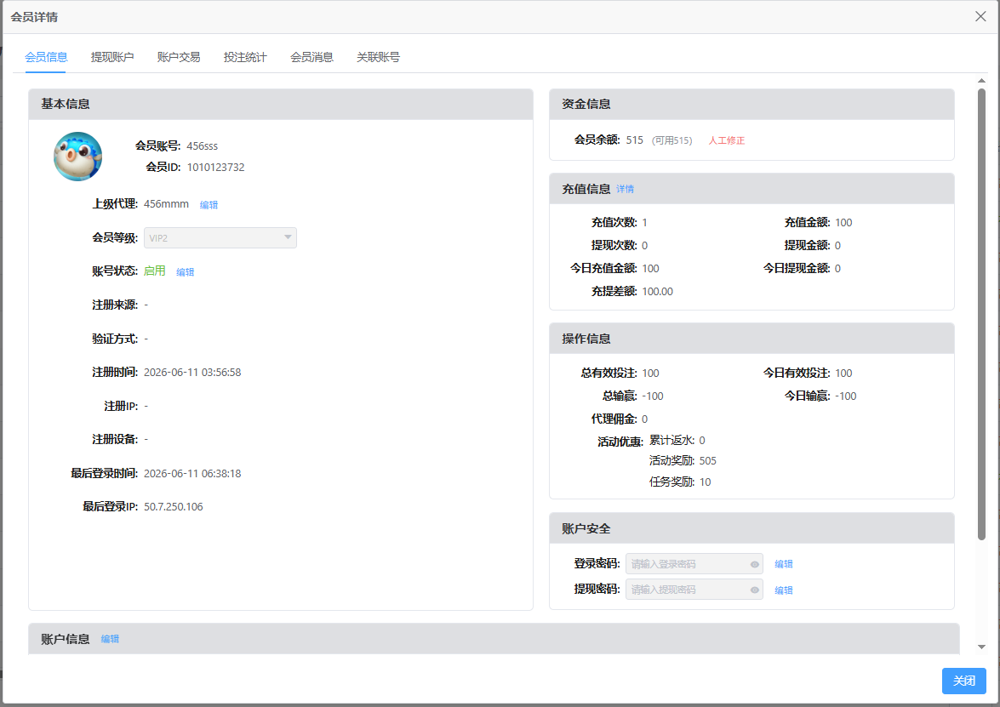 会员详情
会员信息 提现账户 账户交易 投注统计 会员消息 关联账号
基本信息
会员账号: 456sss
会员ID: 1010123732
上级代理: 456mmm 编辑
会员等级: VIP2
账号状态: 启用 编辑
注册来源: -
验证方式: -
注册时间: 2026-06-11 03:56:58
注册IP: -
注册设备: -
最后登录时间: 2026-06-11 06:38:18
最后登录IP: 50.7.250.106
资金信息
会员余额: 515 (可用515) 人工修正
充值信息 详情
充值次数: 1 充值金额: 100
提现次数: 0 提现金额: 0
今日充值金额: 100 今日提现金额: 0
充提差额: 100.00
操作信息
总有效投注: 100 今日有效投注: 100
总输赢: -100 今日输赢: -100
代理佣金: 0
活动优惠: 累计返水: 0
活动奖励: 505
任务奖励: 10
账户安全
登录密码: 请输入登录密码 编辑
提现密码: 请输入提现密码 编辑
账户信息 编辑
关闭